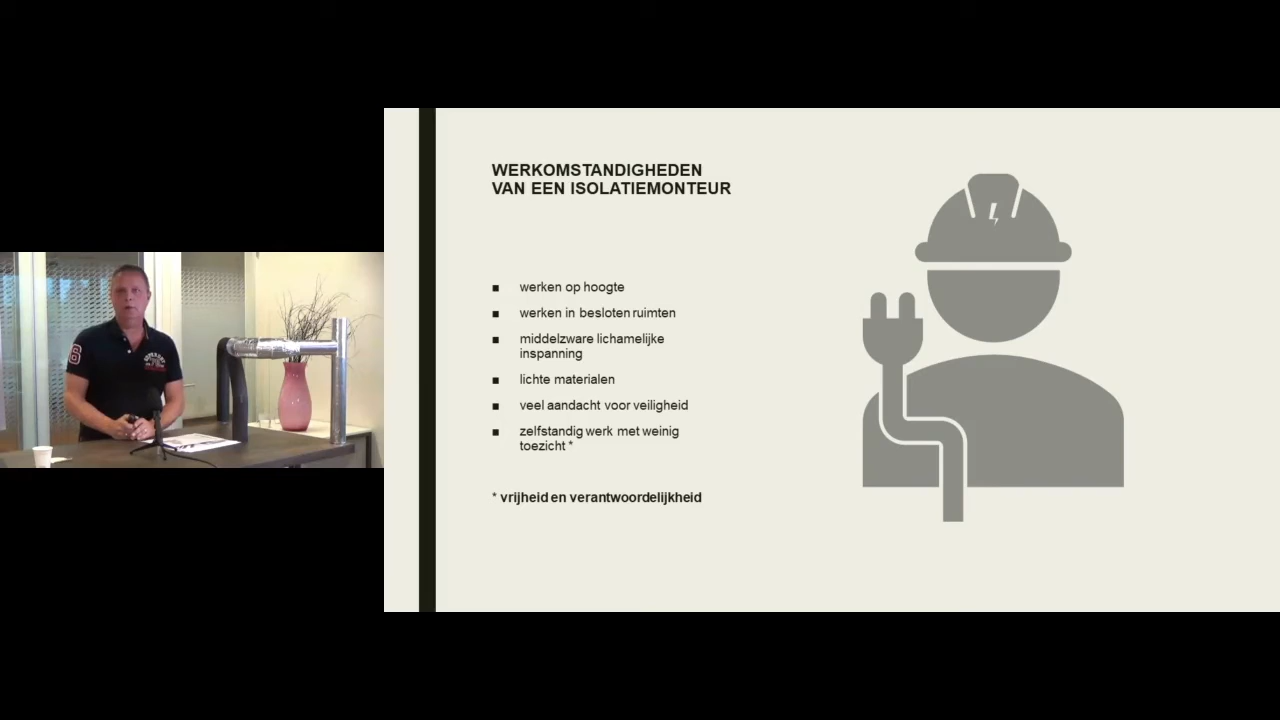 WERKOMSTANDIGHEDEN
VAN EEN ISOLATIEMONTEUR
■ werken op hoogte
■ werken in besloten ruimten
■ middelzware lichamelijke
inspanning
■ lichte materialen
■ veel aandacht voor veiligheid
■ zelfstandig werk met weinig
toezicht *
* vrijheid en verantwoordelijkheid